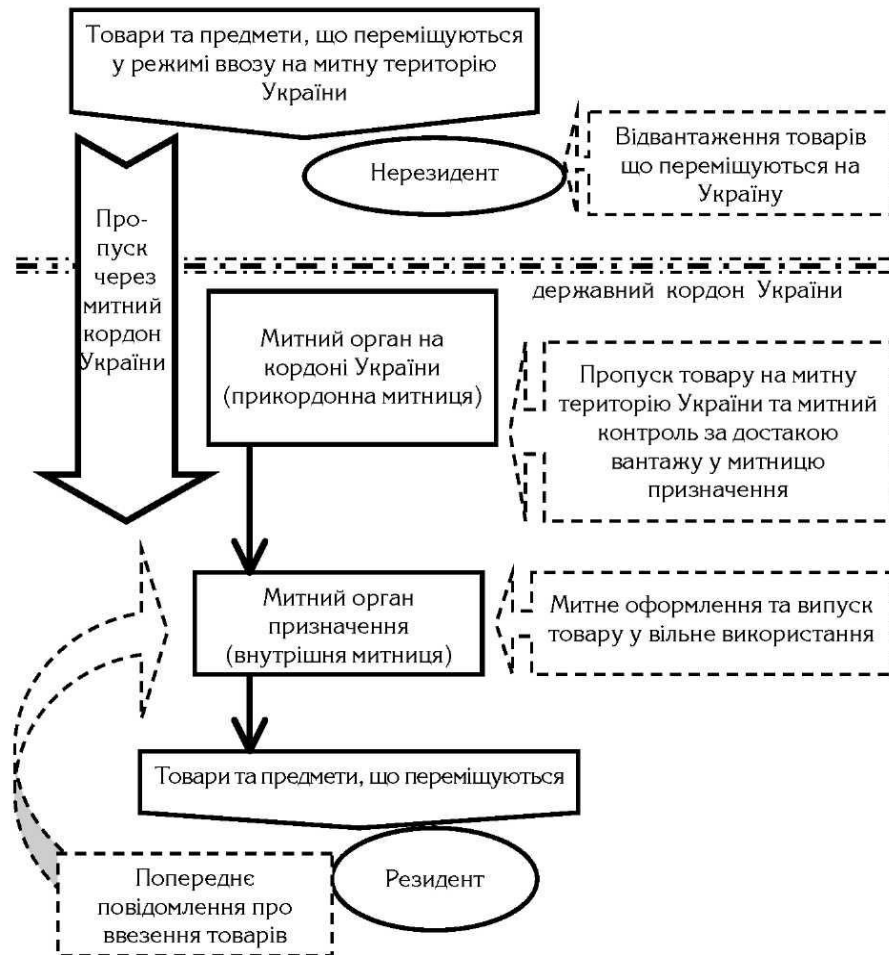 Товари та предмети, що переміщуються
у режимі ввозу на митну територію
України
Відвантаження товарів
що переміщуються на
Україну
Нерезидент
Про-
пуск
через
митний
кордон
України
державний кордон України
Митний орган на
кордоні України
(прикордонна митниця)
Пропуск товару на митну
територію України та митний
контроль за достакою
вантажу у митницю
призначення
Митний орган
призначення
(внутрішня митниця)
Митне оформлення та випуск
товару у вільне використання
Товари та предмети, що переміщуються
Резидент
Попереднє
повідомлення про
ввезення товарів